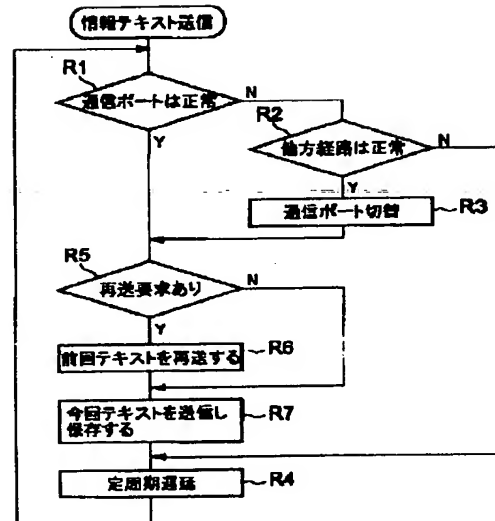 情報テキスト送信
R1
通信ポートは正常
N
Y
R2
他方経路は正常
N
Y
通信ポート切替
R3
R5
再送要求あり
N
Y
前回テキストを再送する
R6
今回テキストを送信し
保存する
R7
定周期遅延
R4